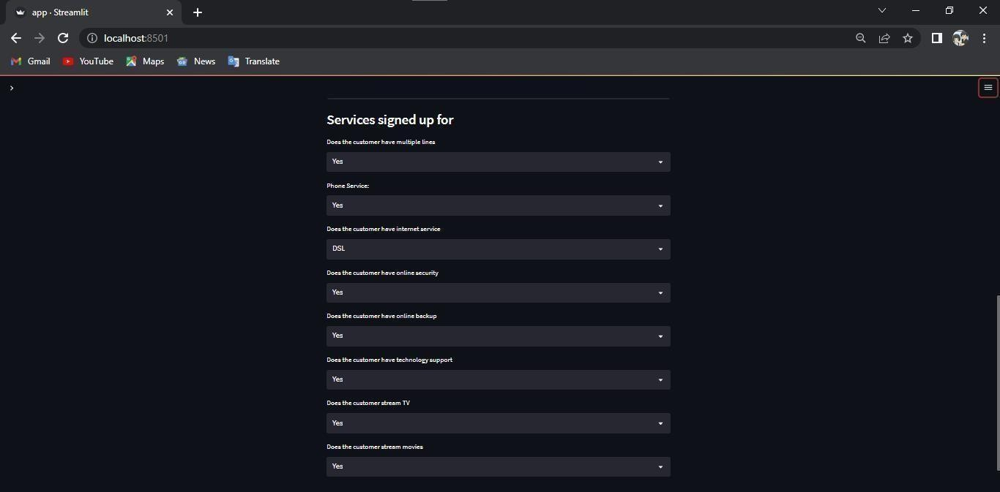 app · Streamlit
localhost:8501
Gmail YouTube Maps News Translate
Services signed up for
Does the customer have multiple lines
Yes
Phone Service:
Yes
Does the customer have internet service
DSL
Does the customer have online security
Yes
Does the customer have online backup
Yes
Does the customer have technology support
Yes
Does the customer stream TV
Yes
Does the customer stream movies
Yes